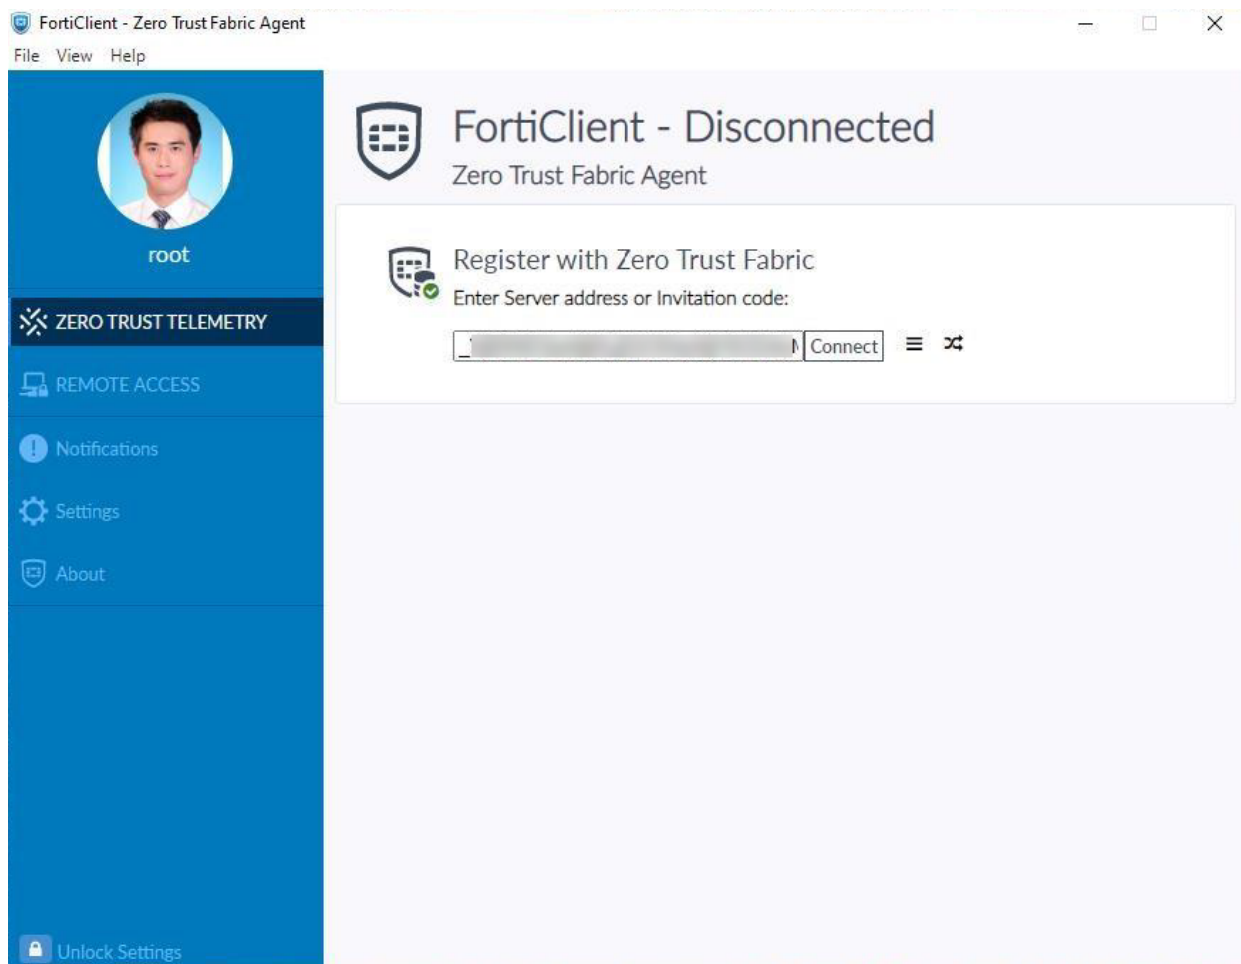 FortiClient - Zero Trust Fabric Agent
File View Help
root
ZERO TRUST TELEMETRY
REMOTE ACCESS
Notifications
Settings
About
Unlock Settings
FortiClient - Disconnected
Zero Trust Fabric Agent
Register with Zero Trust Fabric
Enter Server address or Invitation code:
Connect